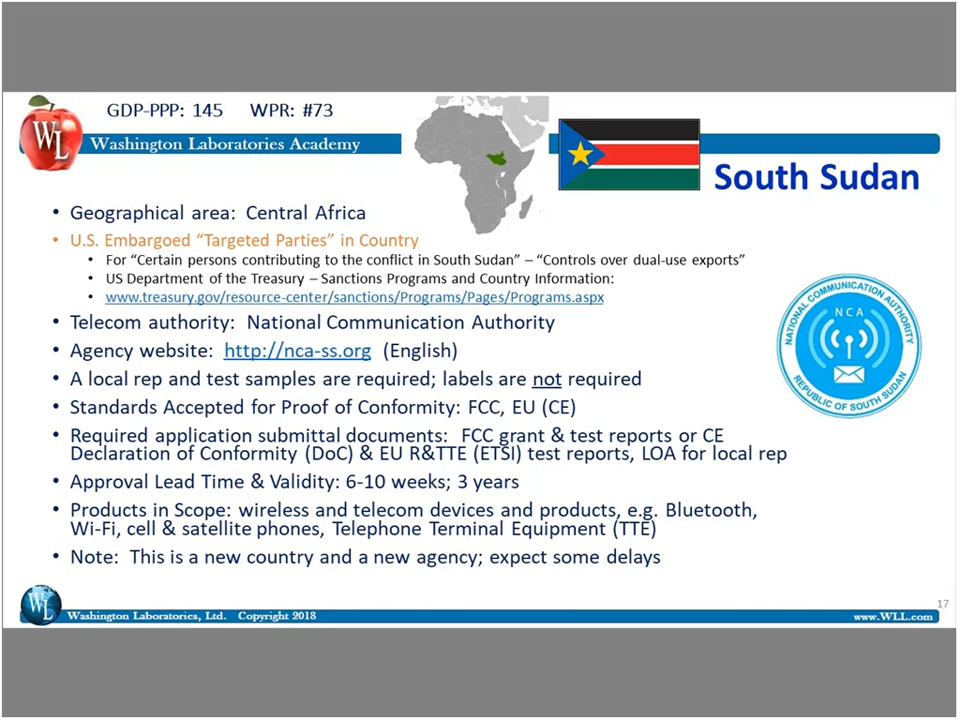 GDP-PPP: 145 WPR: #73
WL
Washington Laboratories Academy
South Sudan
• Geographical area: Central Africa
• U.S. Embargoed “Targeted Parties” in Country
• For “Certain persons contributing to the conflict in South Sudan” – “Controls over dual-use exports”
• US Department of the Treasury – Sanctions Programs and Country Information:
• www.treasury.gov/resource-center/sanctions/Programs/Pages/Programs.aspx
• Telecom authority: National Communication Authority
• Agency website: http://nca-ss.org (English)
• A local rep and test samples are required; labels are not required
• Standards Accepted for Proof of Conformity: FCC, EU (CE)
• Required application submittal documents: FCC grant & test reports or CE
Declaration of Conformity (DoC) & EU R&TTE (ETSI) test reports, LOA for local rep
• Approval Lead Time & Validity: 6-10 weeks; 3 years
• Products in Scope: wireless and telecom devices and products, e.g. Bluetooth,
Wi-Fi, cell & satellite phones, Telephone Terminal Equipment (TTE)
• Note: This is a new country and a new agency; expect some delays
NATIONAL COMMUNICATION AUTHORITY
NCA
REPUBLIC OF SOUTH SUDAN
17
WL
Washington Laboratories, Ltd. Copyright 2018
www.WLL.com